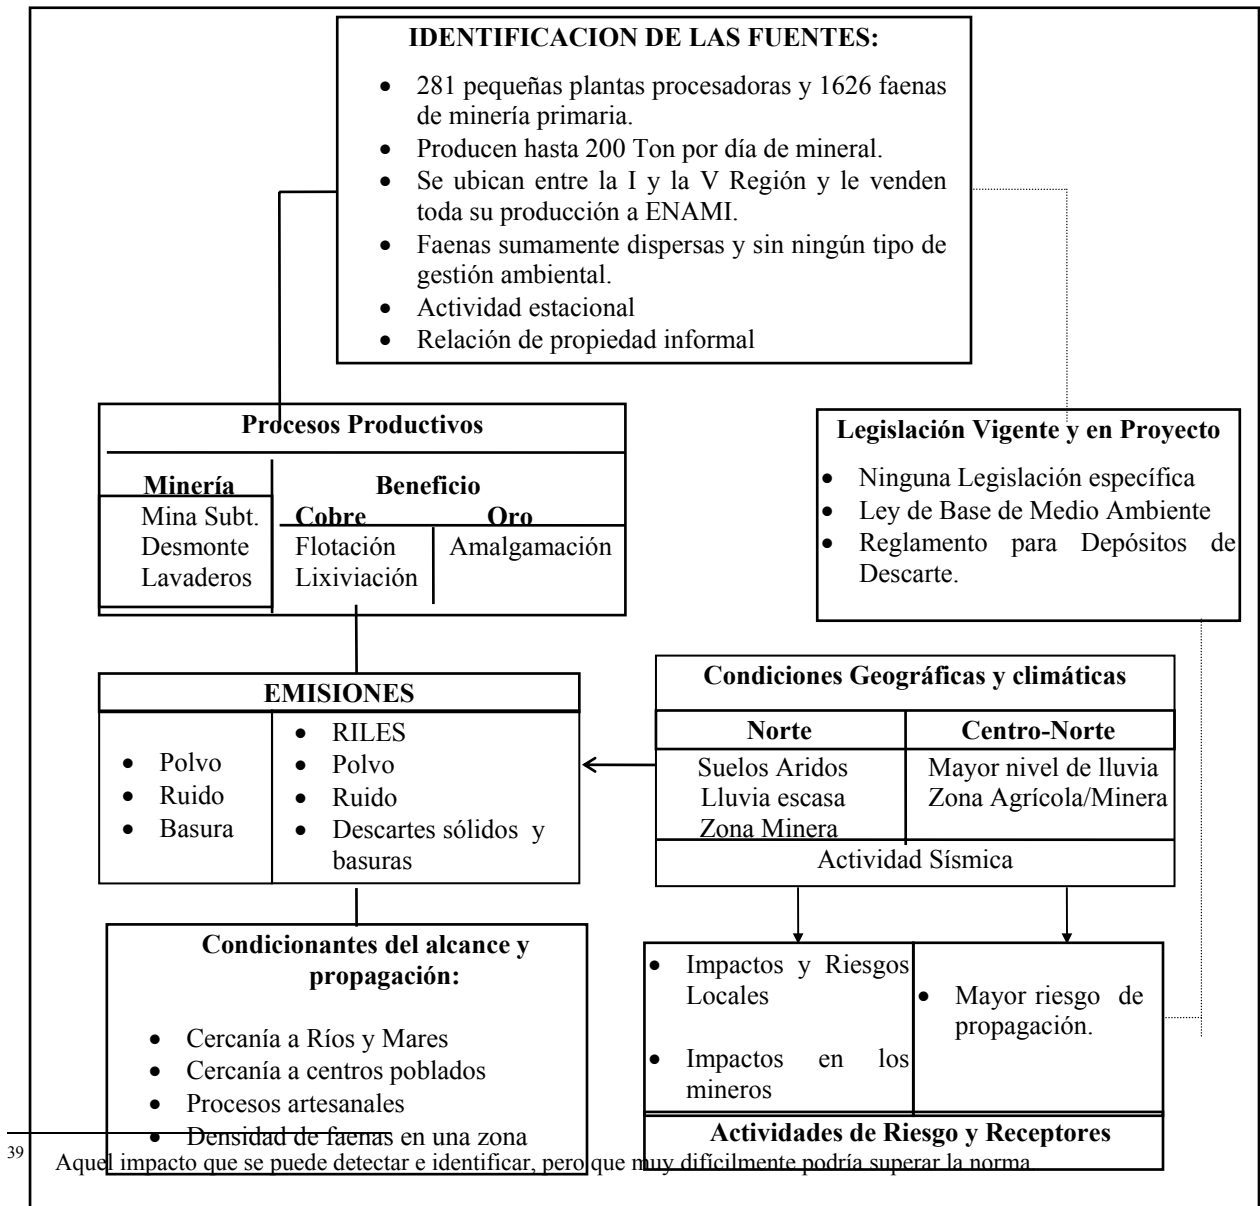 IDENTIFICACION DE LAS FUENTES:
• 281 pequeñas plantas procesadoras y 1626 faenas
de minería primaria.
• Producen hasta 200 Ton por día de mineral.
• Se ubican entre la I y la V Región y le venden
toda su producción a ENAMI.
• Faenas sumamente dispersas y sin ningún tipo de
gestión ambiental.
• Actividad estacional
• Relación de propiedad informal
Procesos Productivos
Minería
Mina Subt.
Desmonte
Lavaderos
Beneficio
Cobre
Flotación
Lixiviación
Oro
Amalgamación
Legislación Vigente y en Proyecto
• Ninguna Legislación específica
• Ley de Base de Medio Ambiente
• Reglamento para Depósitos de
Descarte.
EMISIONES
• Polvo
• Ruido
• Basura
• RILES
• Polvo
• Ruido
• Descartes sólidos y
basuras
Condiciones Geográficas y climáticas
Norte
Suelos Aridos
Lluvia escasa
Zona Minera
Centro-Norte
Mayor nivel de lluvia
Zona Agrícola/Minera
Actividad Sísmica
Condicionantes del alcance y
propagación:
• Cercanía a Ríos y Mares
• Cercanía a centros poblados
• Procesos artesanales
• Densidad de faenas en una zona
• Impactos y Riesgos
Locales
• Impactos en los
mineros
• Mayor riesgo de
propagación.
Actividades de Riesgo y Receptores
39 Aquel impacto que se puede detectar e identificar, pero que muy difícilmente podría superar la norma